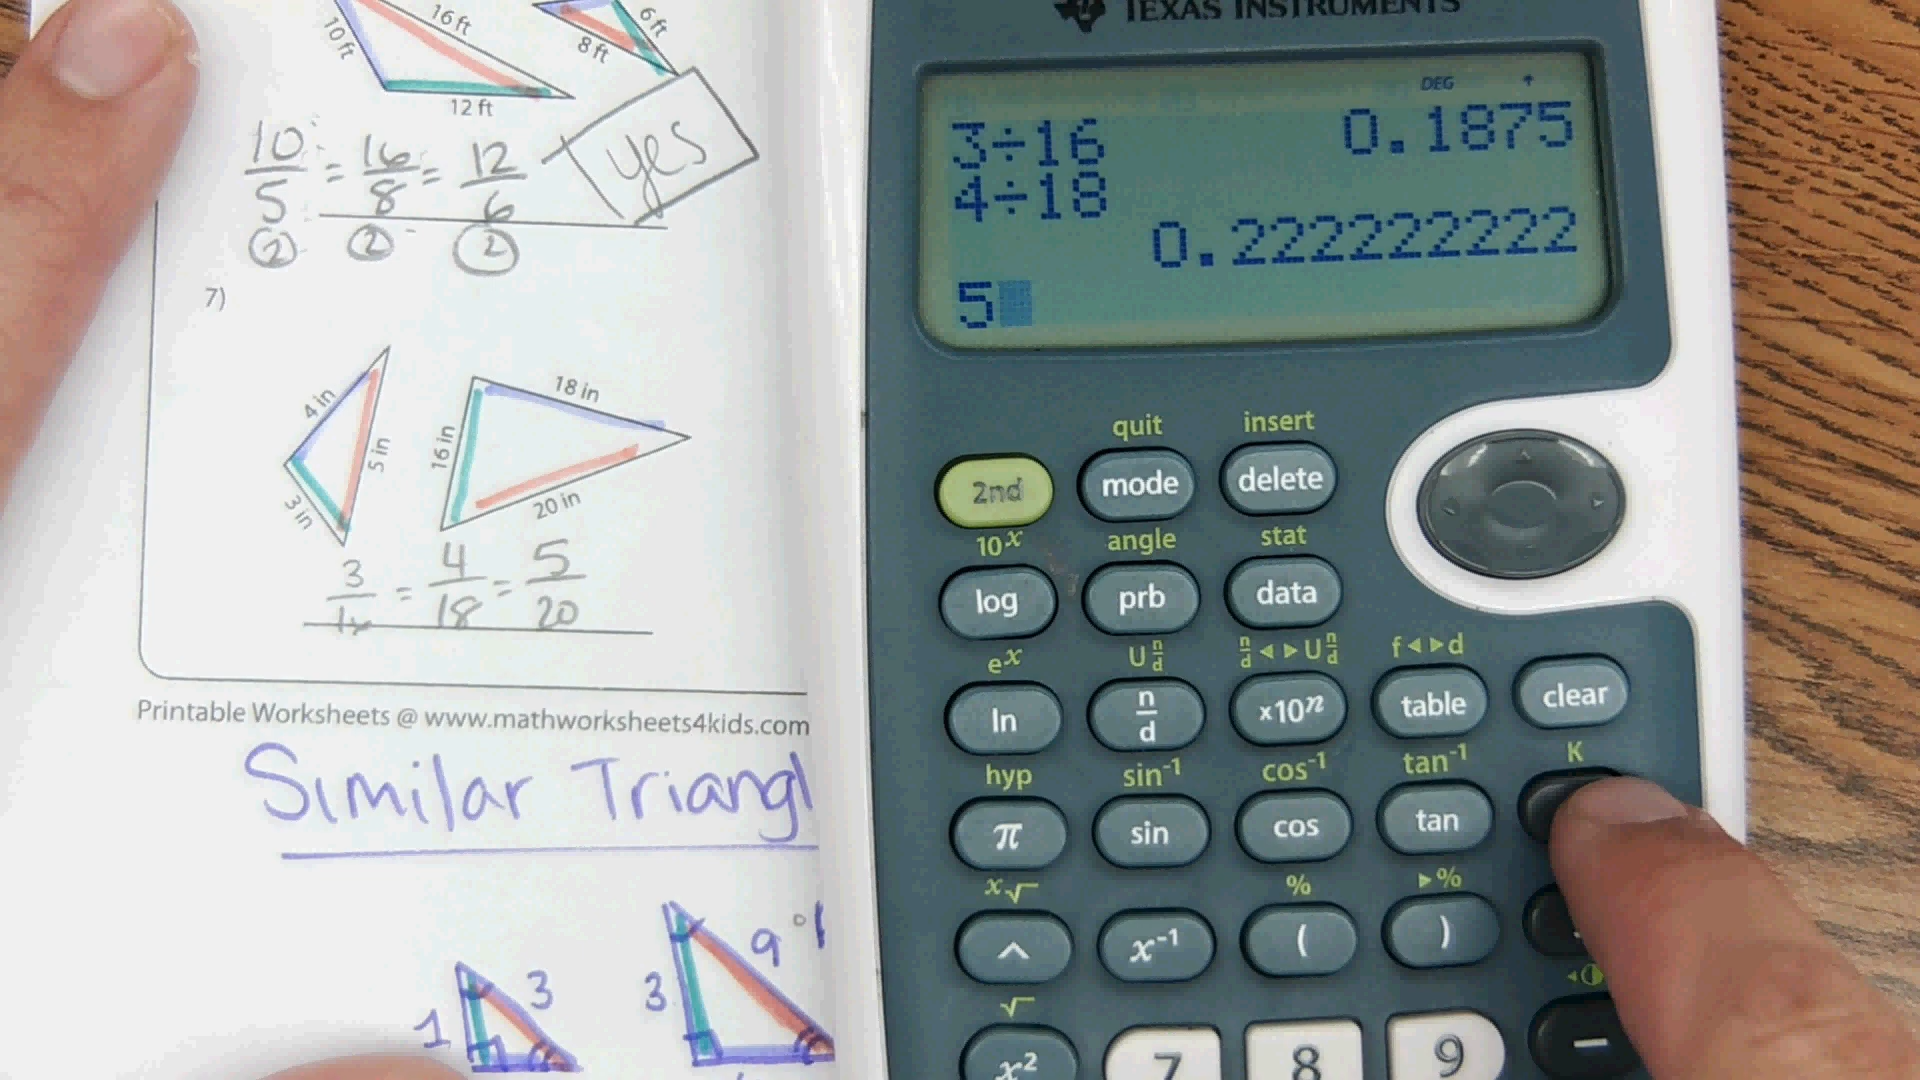 16 ft
10 ft
12 ft
6 ft
8 ft
10/5 = 16/8 = 12/6
yes
2 2 2
7)
4 in
5 in
3 in
18 in
16 in
20 in
3/16 = 4/18 = 5/20
Printable Worksheets @ www.mathworksheets4kids.com
Similar Triangl
1 3
3 9
TEXAS INSTRUMENTS
DEG ↑
3÷16 0.1875
4÷18
0.222222222
5
quit insert
2nd mode delete
10ˣ angle stat
log prb data
eˣ U n/d n/d ◄► U n/d f◄►d
ln n/d x10ⁿ table clear
hyp sin⁻¹ cos⁻¹ tan⁻¹ K
π sin cos tan
ˣ√ % ►%
^ x⁻¹ ( )
√
x² 7 8 9 −